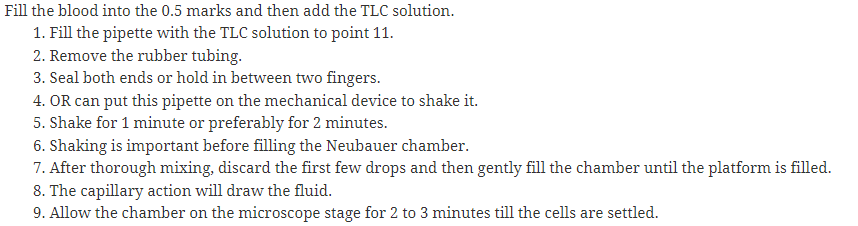 Fill the blood into the 0.5 marks and then add the TLC solution.
1. Fill the pipette with the TLC solution to point 11.
2. Remove the rubber tubing.
3. Seal both ends or hold in between two fingers.
4. OR can put this pipette on the mechanical device to shake it.
5. Shake for 1 minute or preferably for 2 minutes.
6. Shaking is important before filling the Neubauer chamber.
7. After thorough mixing, discard the first few drops and then gently fill the chamber until the platform is filled.
8. The capillary action will draw the fluid.
9. Allow the chamber on the microscope stage for 2 to 3 minutes till the cells are settled.